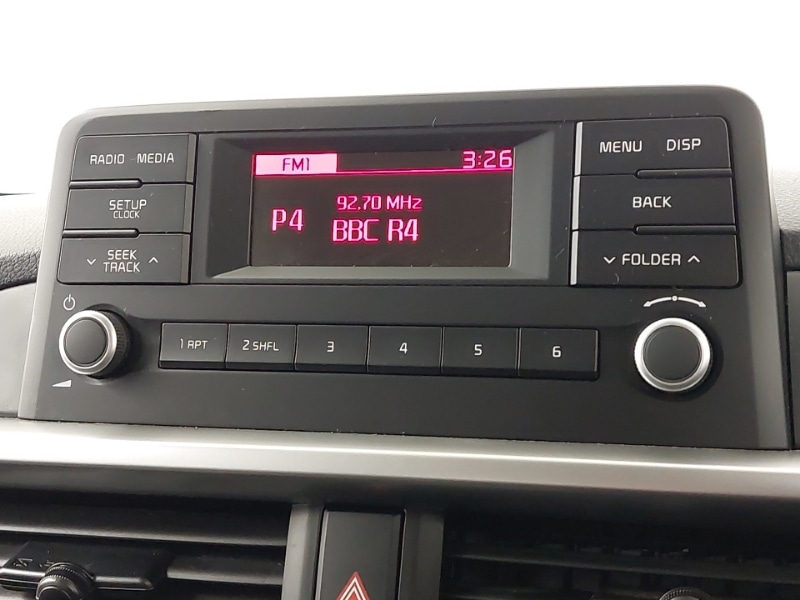 RADIO MEDIA
SETUP
CLOCK
SEEK
TRACK
FM1 3:26
92.70 MHz
P4 BBC R4
MENU DISP
BACK
FOLDER
1 RPT 2 SHFL 3 4 5 6